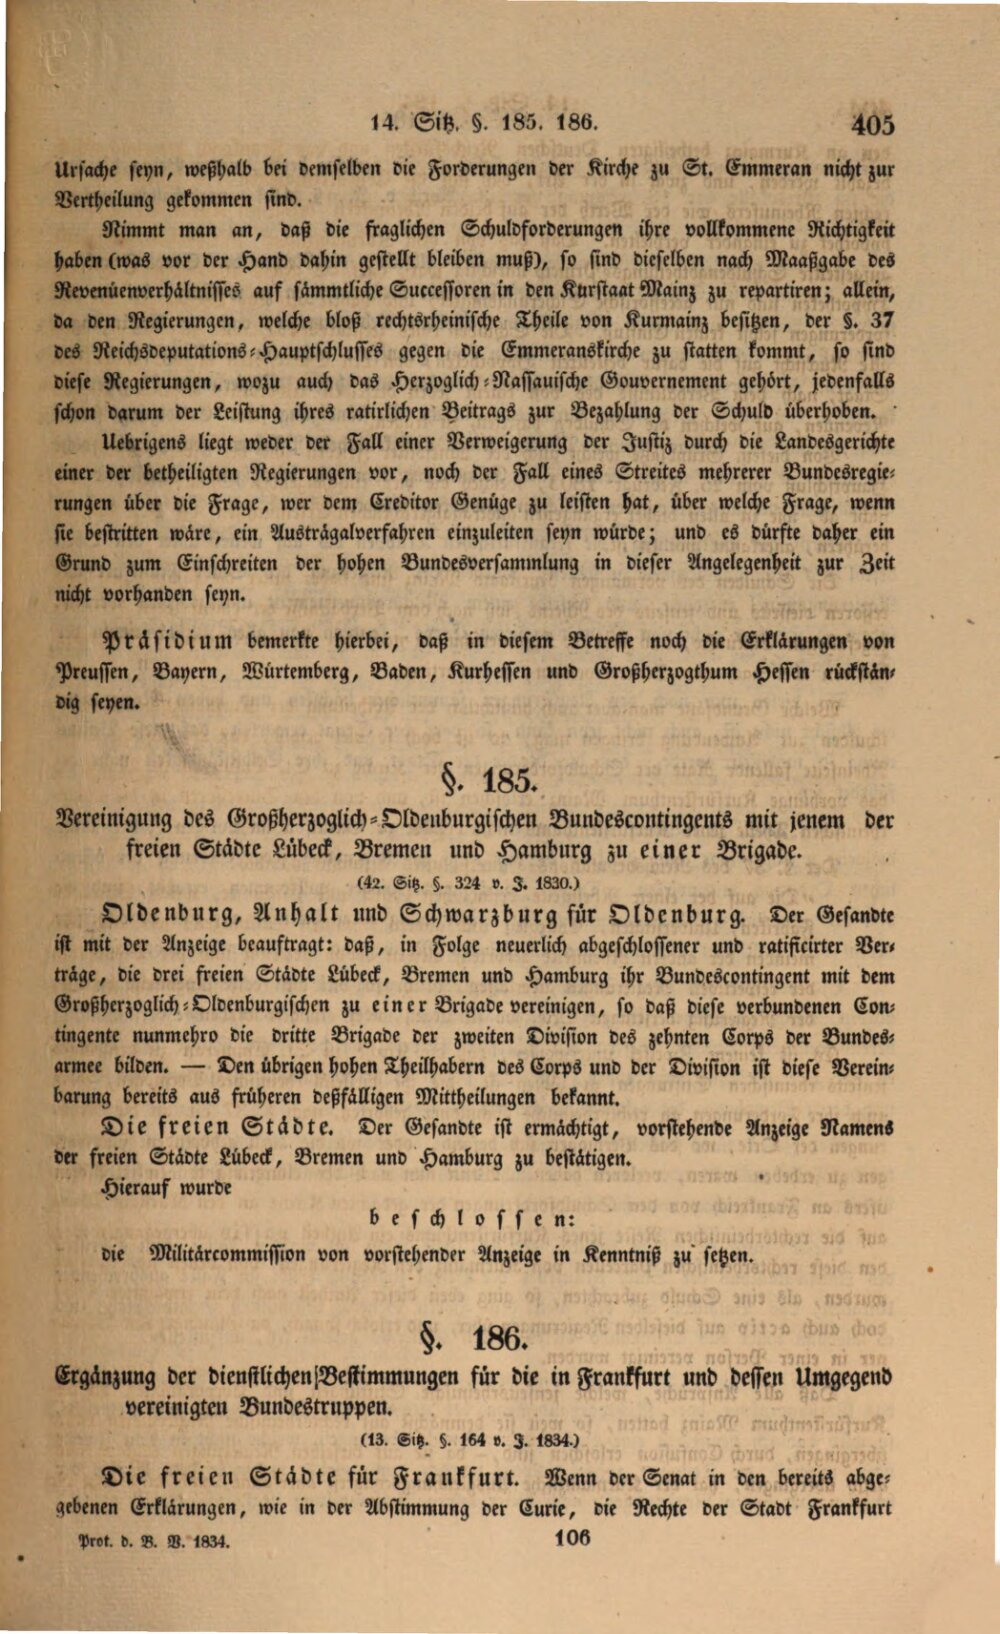 14. Sitz. §. 185. 186.
405
Ursache seyn, weßhalb bei demselben die Forderungen der Kirche zu St. Emmeran nicht zur
Vertheilung gekommen sind.
Nimmt man an, daß die fraglichen Schuldforderungen ihre vollkommene Richtigkeit
haben (was vor der Hand dahin gestellt bleiben muß), so sind dieselben nach Maaßgabe des
Revenüenverhältnisses auf sämmtliche Successoren in den Kurstaat Mainz zu repartiren; allein,
da den Regierungen, welche bloß rechtsrheinische Theile von Kurmainz besitzen, der §. 37
des Reichsdeputations-Hauptschlusses gegen die Emmeranskirche zu statten kommt, so sind
diese Regierungen, wozu auch das Herzoglich-Nassauische Gouvernement gehört, jedenfalls
schon darum der Leistung ihres ratirlichen Beitrags zur Bezahlung der Schuld überhoben.
Uebrigens liegt weder der Fall einer Verweigerung der Justiz durch die Landesgerichte
einer der betheiligten Regierungen vor, noch der Fall eines Streites mehrerer Bundesregie-
rungen über die Frage, wer dem Creditor Genüge zu leisten hat, über welche Frage, wenn
sie bestritten wäre, ein Austrägalverfahren einzuleiten seyn würde; und es dürfte daher ein
Grund zum Einschreiten der hohen Bundesversammlung in dieser Angelegenheit zur Zeit
nicht vorhanden seyn.
Präsidium bemerkte hierbei, daß in diesem Betreffe noch die Erklärungen von
Preussen, Bayern, Würtemberg, Baden, Kurhessen und Großherzogthum Hessen rückstän-
dig seyen.
§. 185.
Vereinigung des Großherzoglich-Oldenburgischen Bundescontingents mit jenem der
freien Städte Lübeck, Bremen und Hamburg zu einer Brigade.
(42. Sitz. §. 324 v. J. 1830.)
Oldenburg, Anhalt und Schwarzburg für Oldenburg. Der Gesandte
ist mit der Anzeige beauftragt: daß, in Folge neuerlich abgeschlossener und ratificirter Ver-
träge, die drei freien Städte Lübeck, Bremen und Hamburg ihr Bundescontingent mit dem
Großherzoglich-Oldenburgischen zu einer Brigade vereinigen, so daß diese verbundenen Con-
tingente nunmehro die dritte Brigade der zweiten Division des zehnten Corps der Bundes-
armee bilden. — Den übrigen hohen Theilhabern des Corps und der Division ist diese Verein-
barung bereits aus früheren deßfälligen Mittheilungen bekannt.
Die freien Städte. Der Gesandte ist ermächtigt, vorstehende Anzeige Namens
der freien Städte Lübeck, Bremen und Hamburg zu bestätigen.
Hierauf wurde
beschlossen:
die Militärcommission von vorstehender Anzeige in Kenntniß zu setzen.
§. 186.
Ergänzung der dienstlichen Bestimmungen für die in Frankfurt und dessen Umgegend
vereinigten Bundestruppen.
(13. Sitz. §. 164 v. J. 1834.)
Die freien Städte für Frankfurt. Wenn der Senat in den bereits abge-
gebenen Erklärungen, wie in der Abstimmung der Curie, die Rechte der Stadt Frankfurt
Prot. d. B. V. 1834.
106